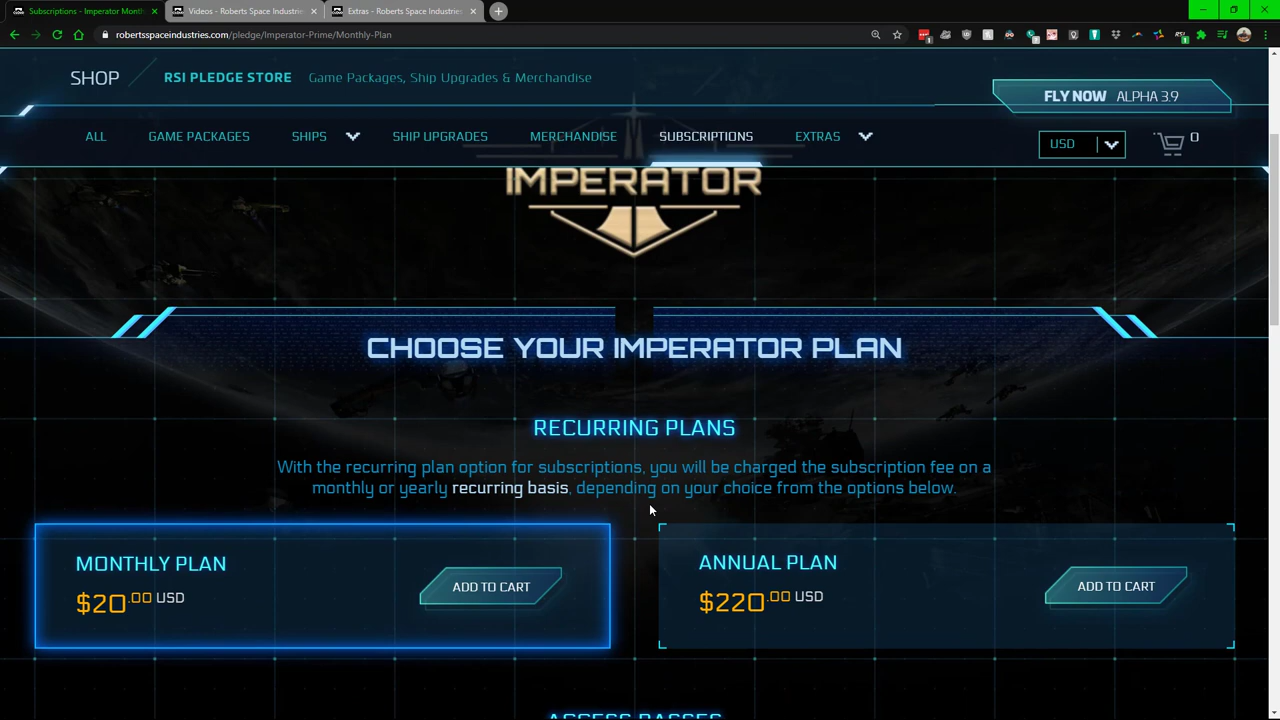 Subscriptions - Imperator Month
Videos - Roberts Space Industries
Extras - Roberts Space Industries
robertsspaceindustries.com/pledge/Imperator-Prime/Monthly-Plan
SHOP
RSI PLEDGE STORE
Game Packages, Ship Upgrades & Merchandise
FLY NOW ALPHA 3.9
ALL
GAME PACKAGES
SHIPS
SHIP UPGRADES
MERCHANDISE
SUBSCRIPTIONS
EXTRAS
USD
0
IMPERATOR
CHOOSE YOUR IMPERATOR PLAN
RECURRING PLANS
With the recurring plan option for subscriptions, you will be charged the subscription fee on a
monthly or yearly recurring basis, depending on your choice from the options below.
MONTHLY PLAN
$20.00 USD
ADD TO CART
ANNUAL PLAN
$220.00 USD
ADD TO CART
ACCESS PASSES